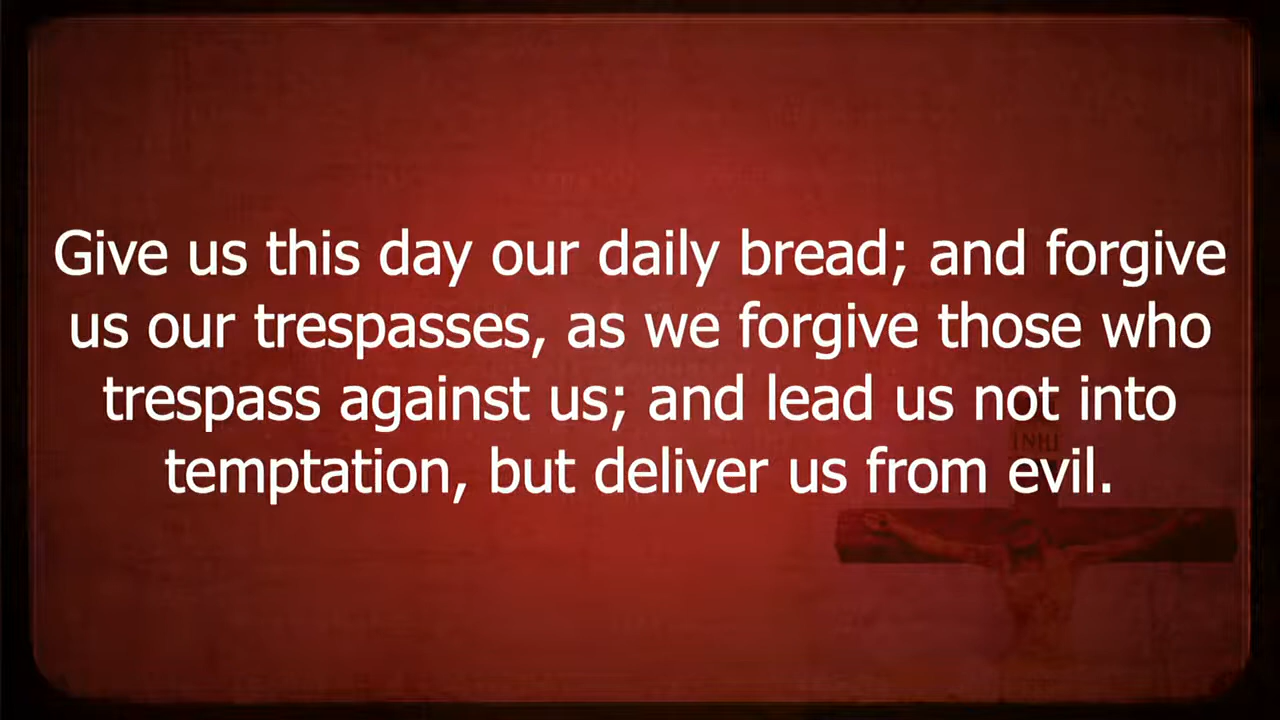 Give us this day our daily bread; and forgive
us our trespasses, as we forgive those who
trespass against us; and lead us not into
temptation, but deliver us from evil.
INRI